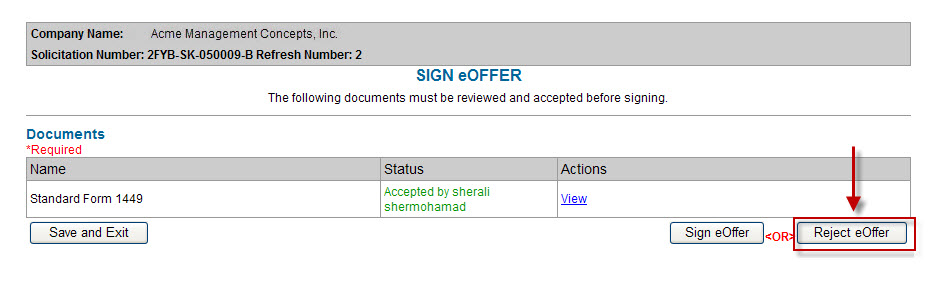 Company Name: Acme Management Concepts, Inc.
Solicitation Number: 2FYB-SK-050009-B Refresh Number: 2
SIGN eOFFER
The following documents must be reviewed and accepted before signing.
Documents
*Required
Name Status Actions
Standard Form 1449 Accepted by sherali View
shermohamad
Save and Exit Sign eOffer <OR> Reject eOffer